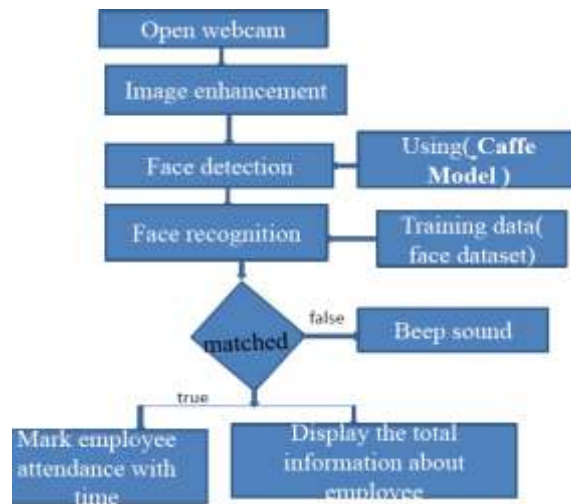 Open webcam
Image enhancement
Face detection
Using( Caffe
Model )
Face recognition
Training data(
face dataset)
matched
false
Beep sound
true
Mark employee
attendance with
time
Display the total
information about
employee